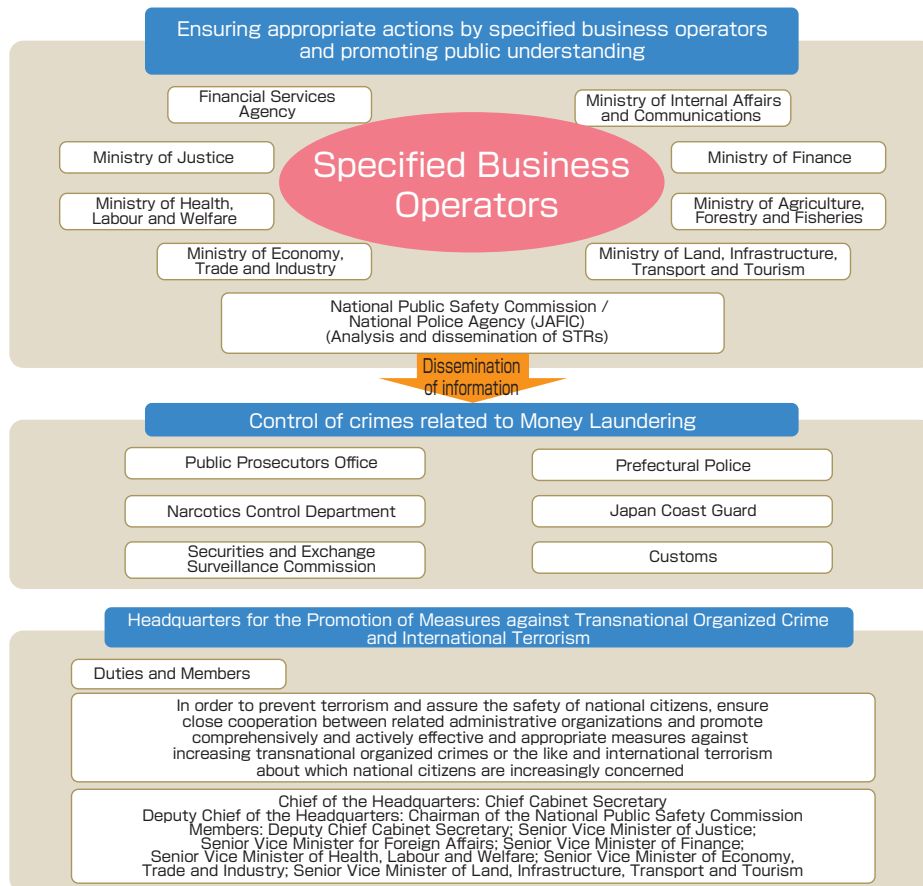 Ensuring appropriate actions by specified business operators
and promoting public understanding
Financial Services
Agency
Ministry of Internal Affairs
and Communications
Ministry of Justice
Specified Business
Operators
Ministry of Finance
Ministry of Health,
Labour and Welfare
Ministry of Agriculture,
Forestry and Fisheries
Ministry of Economy,
Trade and Industry
Ministry of Land, Infrastructure,
Transport and Tourism
National Public Safety Commission /
National Police Agency (JAFIC)
(Analysis and dissemination of STRs)
Dissemination
of information
Control of crimes related to Money Laundering
Public Prosecutors Office
Prefectural Police
Narcotics Control Department
Japan Coast Guard
Securities and Exchange
Surveillance Commission
Customs
Headquarters for the Promotion of Measures against Transnational Organized Crime
and International Terrorism
Duties and Members
In order to prevent terrorism and assure the safety of national citizens, ensure
close cooperation between related administrative organizations and promote
comprehensively and actively effective and appropriate measures against
increasing transnational organized crimes or the like and international terrorism
about which national citizens are increasingly concerned
Chief of the Headquarters: Chief Cabinet Secretary
Deputy Chief of the Headquarters: Chairman of the National Public Safety Commission
Members: Deputy Chief Cabinet Secretary; Senior Vice Minister of Justice;
Senior Vice Minister for Foreign Affairs; Senior Vice Minister of Finance;
Senior Vice Minister of Health, Labour and Welfare; Senior Vice Minister of Economy,
Trade and Industry; Senior Vice Minister of Land, Infrastructure, Transport and Tourism